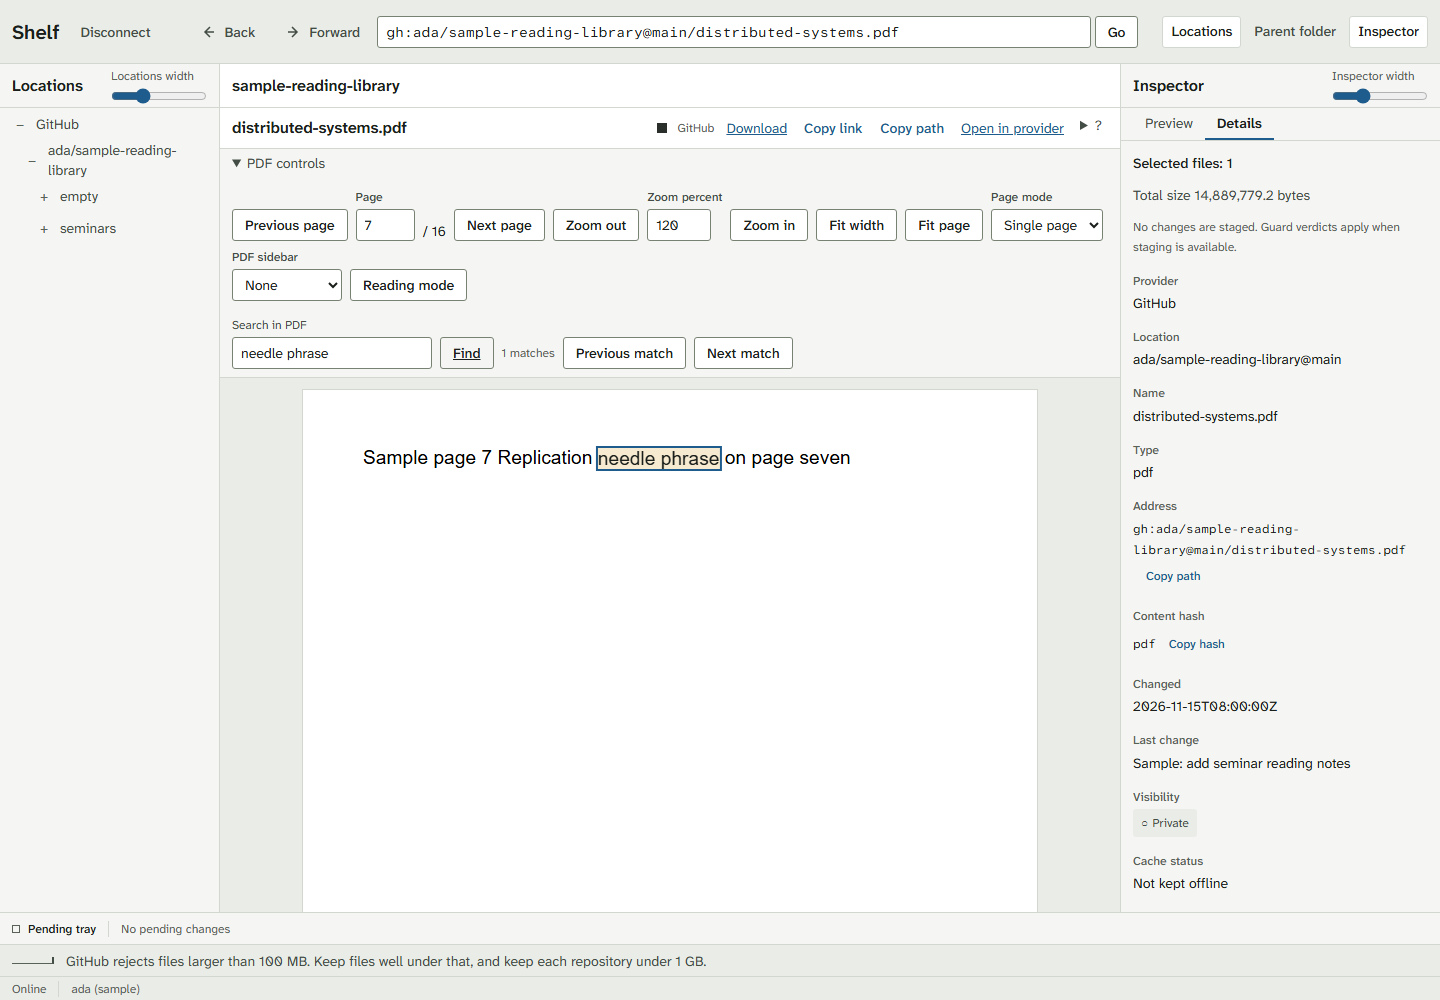 Shelf
Disconnect
← Back
→ Forward
gh:ada/sample-reading-library@main/distributed-systems.pdf
Go
Locations
Parent folder
Inspector
Locations
Locations width
− GitHub
− ada/sample-reading-
library
+ empty
+ seminars
sample-reading-library
distributed-systems.pdf
GitHub
Download
Copy link
Copy path
Open in provider
▶ ?
▼ PDF controls
Previous page
Page
7
/ 16
Next page
Zoom out
Zoom percent
120
Zoom in
Fit width
Fit page
Page mode
Single page
PDF sidebar
None
Reading mode
Search in PDF
needle phrase
Find
1 matches
Previous match
Next match
Sample page 7 Replication needle phrase on page seven
Inspector
Inspector width
Preview
Details
Selected files: 1
Total size 14,889,779.2 bytes
No changes are staged. Guard verdicts apply when
staging is available.
Provider
GitHub
Location
ada/sample-reading-library@main
Name
distributed-systems.pdf
Type
pdf
Address
gh:ada/sample-reading-
library@main/distributed-systems.pdf
Copy path
Content hash
pdf
Copy hash
Changed
2026-11-15T08:00:00Z
Last change
Sample: add seminar reading notes
Visibility
○ Private
Cache status
Not kept offline
Pending tray
No pending changes
GitHub rejects files larger than 100 MB. Keep files well under that, and keep each repository under 1 GB.
Online
ada (sample)